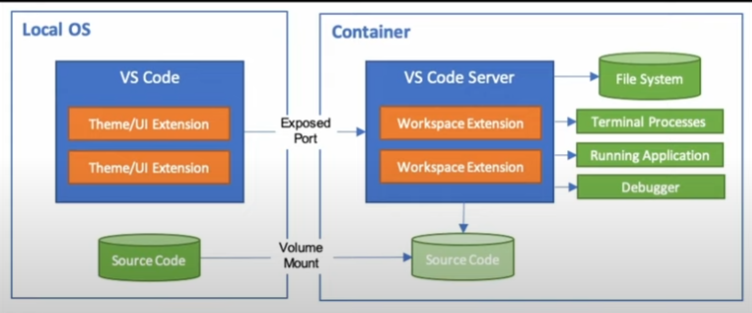 Local OS
VS Code
Theme/UI Extension
Theme/UI Extension
Source Code
Exposed
Port
Volume
Mount
Container
VS Code Server
Workspace Extension
Workspace Extension
File System
Terminal Processes
Running Application
Debugger
Source Code